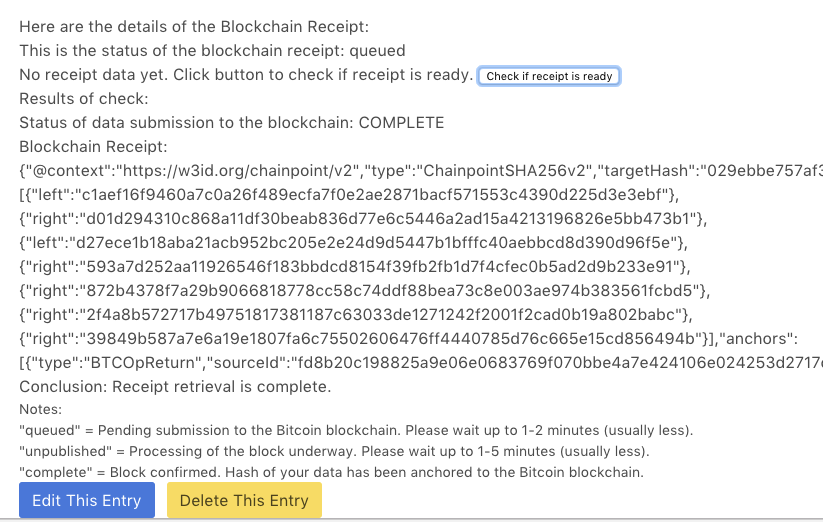 Here are the details of the Blockchain Receipt:
This is the status of the blockchain receipt: queued
No receipt data yet. Click button to check if receipt is ready. Check if receipt is ready
Results of check:
Status of data submission to the blockchain: COMPLETE
Blockchain Receipt:
{"@context":"https://w3id.org/chainpoint/v2","type":"ChainpointSHA256v2","targetHash":"029ebbe757af3
[{"left":"c1aef16f9460a7c0a26f489ecfa7f0e2ae2871bacf571553c4390d225d3e3ebf"},
{"right":"d01d294310c868a11df30beab836d77e6c5446a2ad15a4213196826e5bb473b1"},
{"left":"d27ece1b18aba21acb952bc205e2e24d9d5447b1bfffc40aebbcd8d390d96f5e"},
{"right":"593a7d252aa11926546f183bbdcd8154f39fb2fb1d7f4cfec0b5ad2d9b233e91"},
{"right":"872b4378f7a29b9066818778cc58c74ddf88bea73c8e003ae974b383561fcbd5"},
{"right":"2f4a8b572717b49751817381187c63033de1271242f2001f2cad0b19a802babc"},
{"right":"39849b587a7e6a19e1807fa6c75502606476ff4440785d76c665e15cd856494b"}],"anchors":
[{"type":"BTCOpReturn","sourceId":"fd8b20c198825a9e06e0683769f070bbe4a7e424106e024253d2717
Conclusion: Receipt retrieval is complete.
Notes:
"queued" = Pending submission to the Bitcoin blockchain. Please wait up to 1-2 minutes (usually less).
"unpublished" = Processing of the block underway. Please wait up to 1-5 minutes (usually less).
"complete" = Block confirmed. Hash of your data has been anchored to the Bitcoin blockchain.
Edit This Entry Delete This Entry